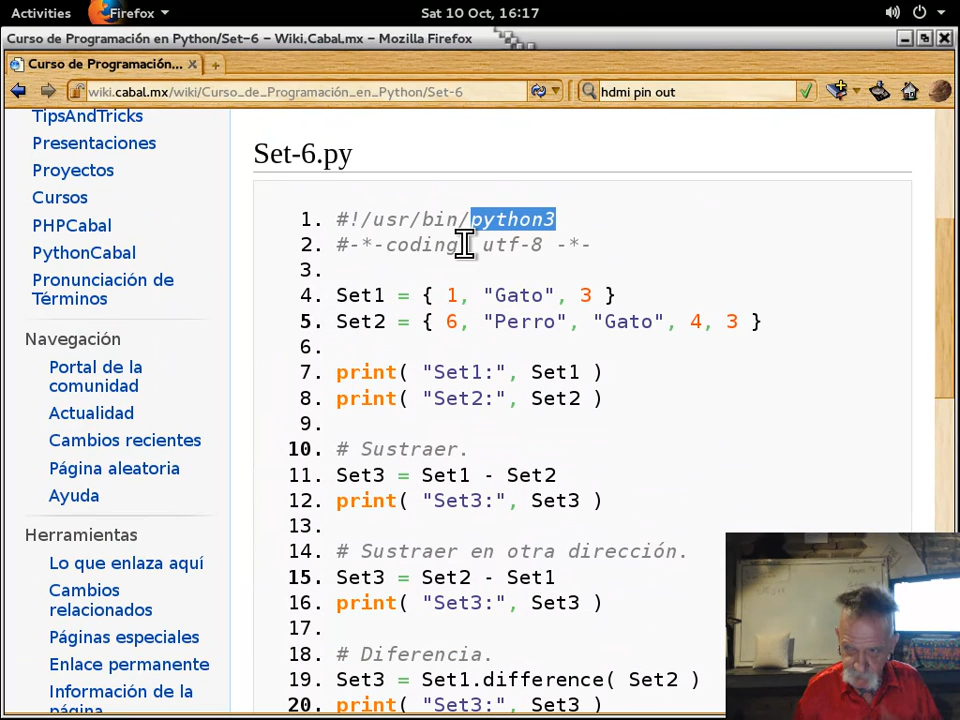 Activities Firefox Sat 10 Oct, 16:17
Curso de Programación en Python/Set-6 – Wiki.Cabal.mx – Mozilla Firefox
Curso de Programación...
wiki.cabal.mx/wiki/Curso_de_Programación_en_Python/Set-6 hdmi pin out
TipsAndTricks
Presentaciones
Proyectos
Cursos
PHPCabal
PythonCabal
Pronunciación de
Términos
Navegación
Portal de la
comunidad
Actualidad
Cambios recientes
Página aleatoria
Ayuda
Herramientas
Lo que enlaza aquí
Cambios
relacionados
Páginas especiales
Enlace permanente
Información de la
página
Set-6.py
1. #!/usr/bin/python3
2. #-*-coding: utf-8 -*-
3.
4. Set1 = { 1, "Gato", 3 }
5. Set2 = { 6, "Perro", "Gato", 4, 3 }
6.
7. print( "Set1:", Set1 )
8. print( "Set2:", Set2 )
9.
10. # Sustraer.
11. Set3 = Set1 - Set2
12. print( "Set3:", Set3 )
13.
14. # Sustraer en otra dirección.
15. Set3 = Set2 - Set1
16. print( "Set3:", Set3 )
17.
18. # Diferencia.
19. Set3 = Set1.difference( Set2 )
20. print( "Set3:", Set3 )